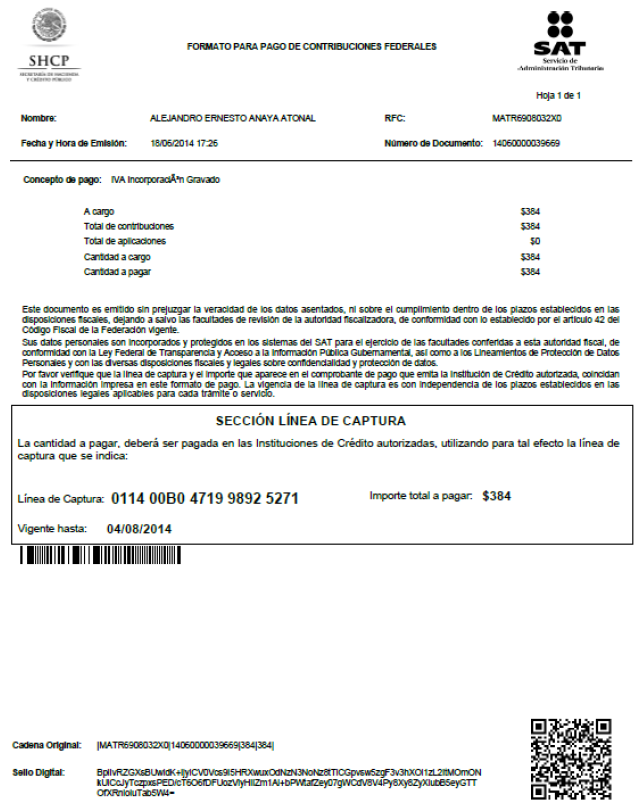 SHCP
SECRETARÍA DE HACIENDA
Y CRÉDITO PÚBLICO
FORMATO PARA PAGO DE CONTRIBUCIONES FEDERALES
SAT
Servicio de
Administración Tributaria
Hoja 1 de 1
Nombre: ALEJANDRO ERNESTO ANAYA ATONAL RFC: MATR6908032X0
Fecha y Hora de Emisión: 18/06/2014 17:26 Número de Documento: 14060000039669
Concepto de pago: IVA IncorporaciÃ³n Gravado
A cargo $384
Total de contribuciones $384
Total de aplicaciones $0
Cantidad a cargo $384
Cantidad a pagar $384
Este documento es emitido sin prejuzgar la veracidad de los datos asentados, ni sobre el cumplimiento dentro de los plazos establecidos en las
disposiciones fiscales, dejando a salvo las facultades de revisión de la autoridad fiscalizadora, de conformidad con lo establecido por el artículo 42 del
Código Fiscal de la Federación vigente.
Sus datos personales son incorporados y protegidos en los sistemas del SAT para el ejercicio de las facultades conferidas a esta autoridad fiscal, de
conformidad con la Ley Federal de Transparencia y Acceso a la Información Pública Gubernamental, así como a los Lineamientos de Protección de Datos
Personales y con las diversas disposiciones fiscales y legales sobre confidencialidad y protección de datos.
Por favor verifique que la línea de captura y el importe que aparece en el comprobante de pago que emita la Institución de Crédito autorizada, coincidan
con la información impresa en este formato de pago. La vigencia de la línea de captura es con independencia de los plazos establecidos en las
disposiciones legales aplicables para cada trámite o servicio.
SECCIÓN LÍNEA DE CAPTURA
La cantidad a pagar, deberá ser pagada en las Instituciones de Crédito autorizadas, utilizando para tal efecto la línea de
captura que se indica:
Línea de Captura: 0114 00B0 4719 9892 5271 Importe total a pagar: $384
Vigente hasta: 04/08/2014
Cadena Original: |MATR6908032X0|14060000039669|384|384|
Sello Digital: